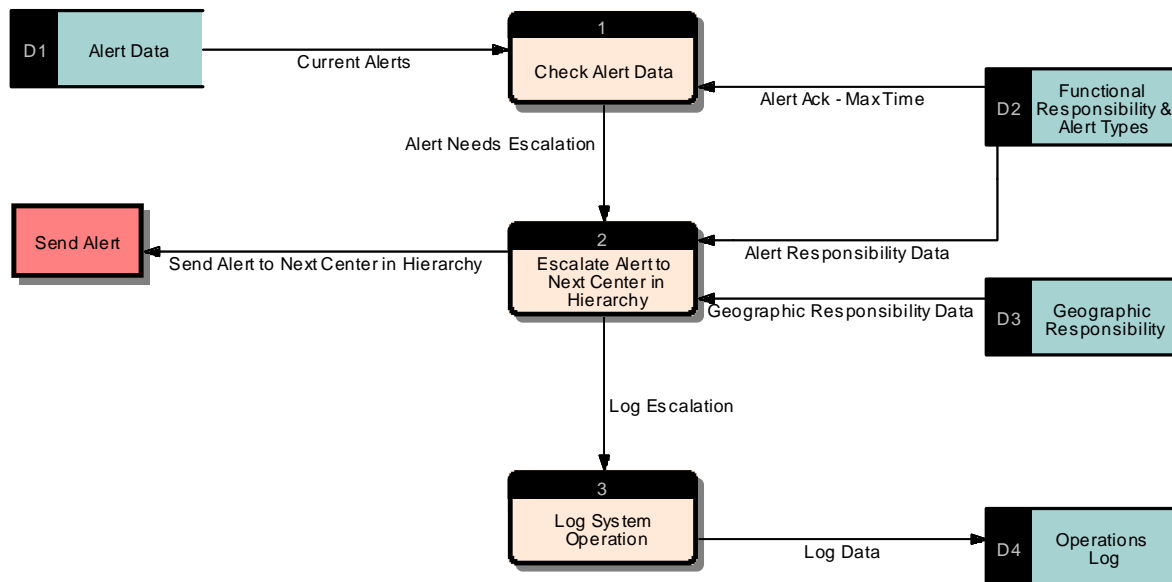 D1
Alert Data
Current Alerts
1
Check Alert Data
Alert Ack - Max Time
D2
Functional
Responsibility &
Alert Types
Alert Needs Escalation
Send Alert
Send Alert to Next Center in Hierarchy
2
Escalate Alert to
Next Center in
Hierarchy
Alert Responsibility Data
Geographic Responsibility Data
D3
Geographic
Responsibility
Log Escalation
3
Log System
Operation
Log Data
D4
Operations
Log